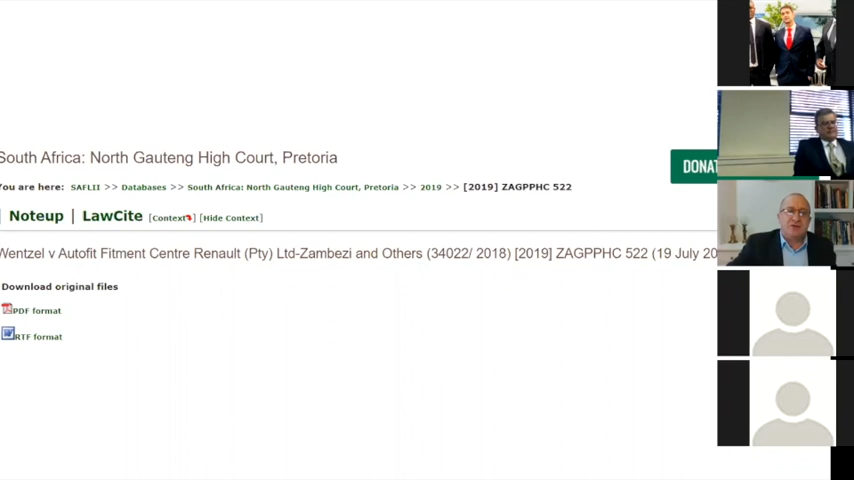 South Africa: North Gauteng High Court, Pretoria
DONAT
You are here: SAFLII >> Databases >> South Africa: North Gauteng High Court, Pretoria >> 2019 >> [2019] ZAGPPHC 522
Noteup | LawCite [Context] [Hide Context]
Wentzel v Autofit Fitment Centre Renault (Pty) Ltd-Zambezi and Others (34022/ 2018) [2019] ZAGPPHC 522 (19 July 20
Download original files
PDF format
RTF format